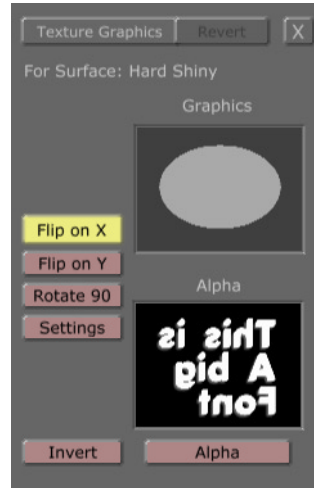 Texture Graphics Revert X
For Surface: Hard Shiny
Graphics
Flip on X
Flip on Y
Rotate 90
Alpha
Settings
This is
A big
Font
Invert Alpha